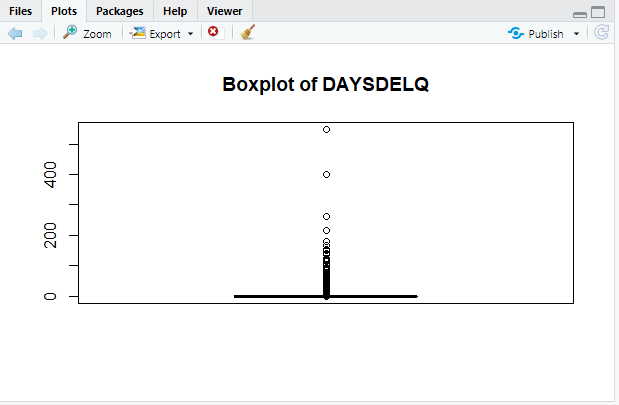 Files Plots Packages Help Viewer
Zoom Export Publish
Boxplot of DAYSDELQ
400
200
0